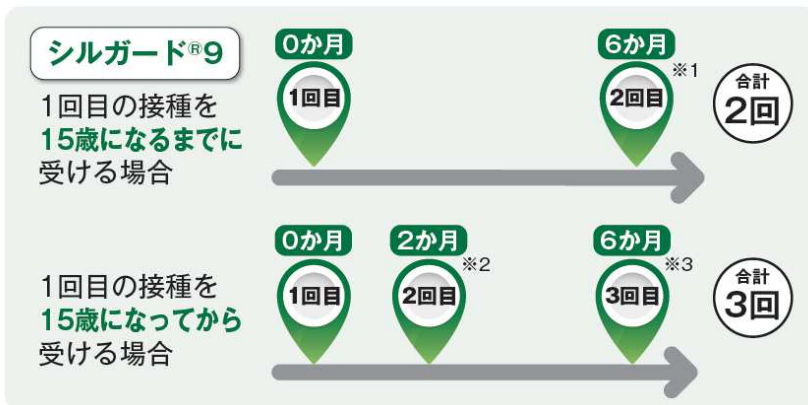 シルガード®9
1回目の接種を
15歳になるまでに
受ける場合
0か月
1回目
6か月
2回目
※1
合計
2回
1回目の接種を
15歳になってから
受ける場合
0か月
1回目
2か月
2回目
※2
6か月
3回目
※3
合計
3回